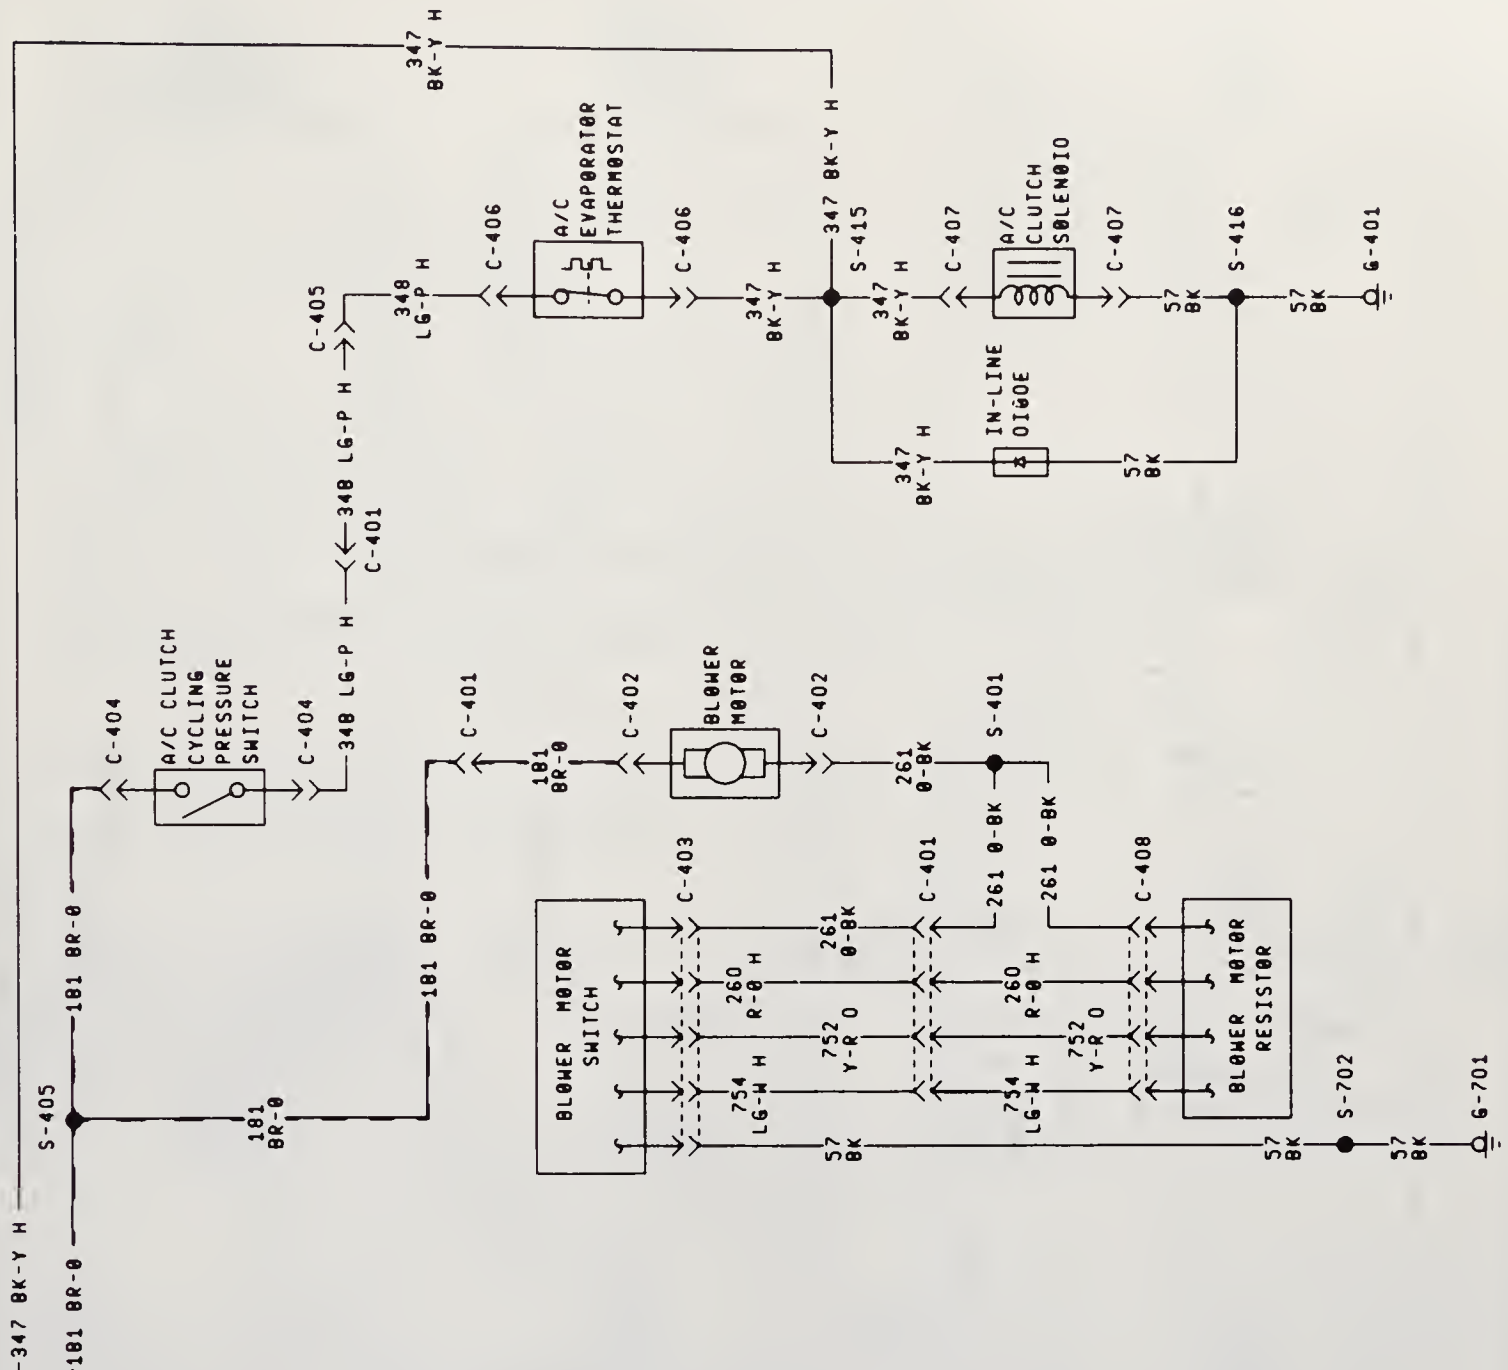 347
BK-Y H
A/C
EVAPORATOR
THERMOSTAT
347 BK-Y H
S-415
C-406
348
LG-P H
C-405
C-406
347
BK-Y H
347
BK-Y H
C-407
A/C
CLUTCH
SOLENOID
C-407
57
BK
S-416
57
BK
G-401
348 LG-P H
C-401
347
BK-Y H
IN-LINE
DIODE
57
BK
C-404
A/C CLUTCH
CYCLING
PRESSURE
SWITCH
C-404
348 LG-P H
C-401
181
BR-O
C-402
BLOWER
MOTOR
C-402
261
O-BK
S-401
181 BR-O
181 BR-O
C-403
C-401
261 O-BK
261 O-BK
C-408
BLOWER MOTOR
SWITCH
261
O-BK
260
R-O H
752
Y-R O
754
LG-W H
57
BK
260
R-O H
752
Y-R O
754
LG-W H
BLOWER MOTOR
RESISTOR
57
BK
S-702
57
BK
G-701
S-405
181
BR-O
347 BK-Y H
181 BR-O